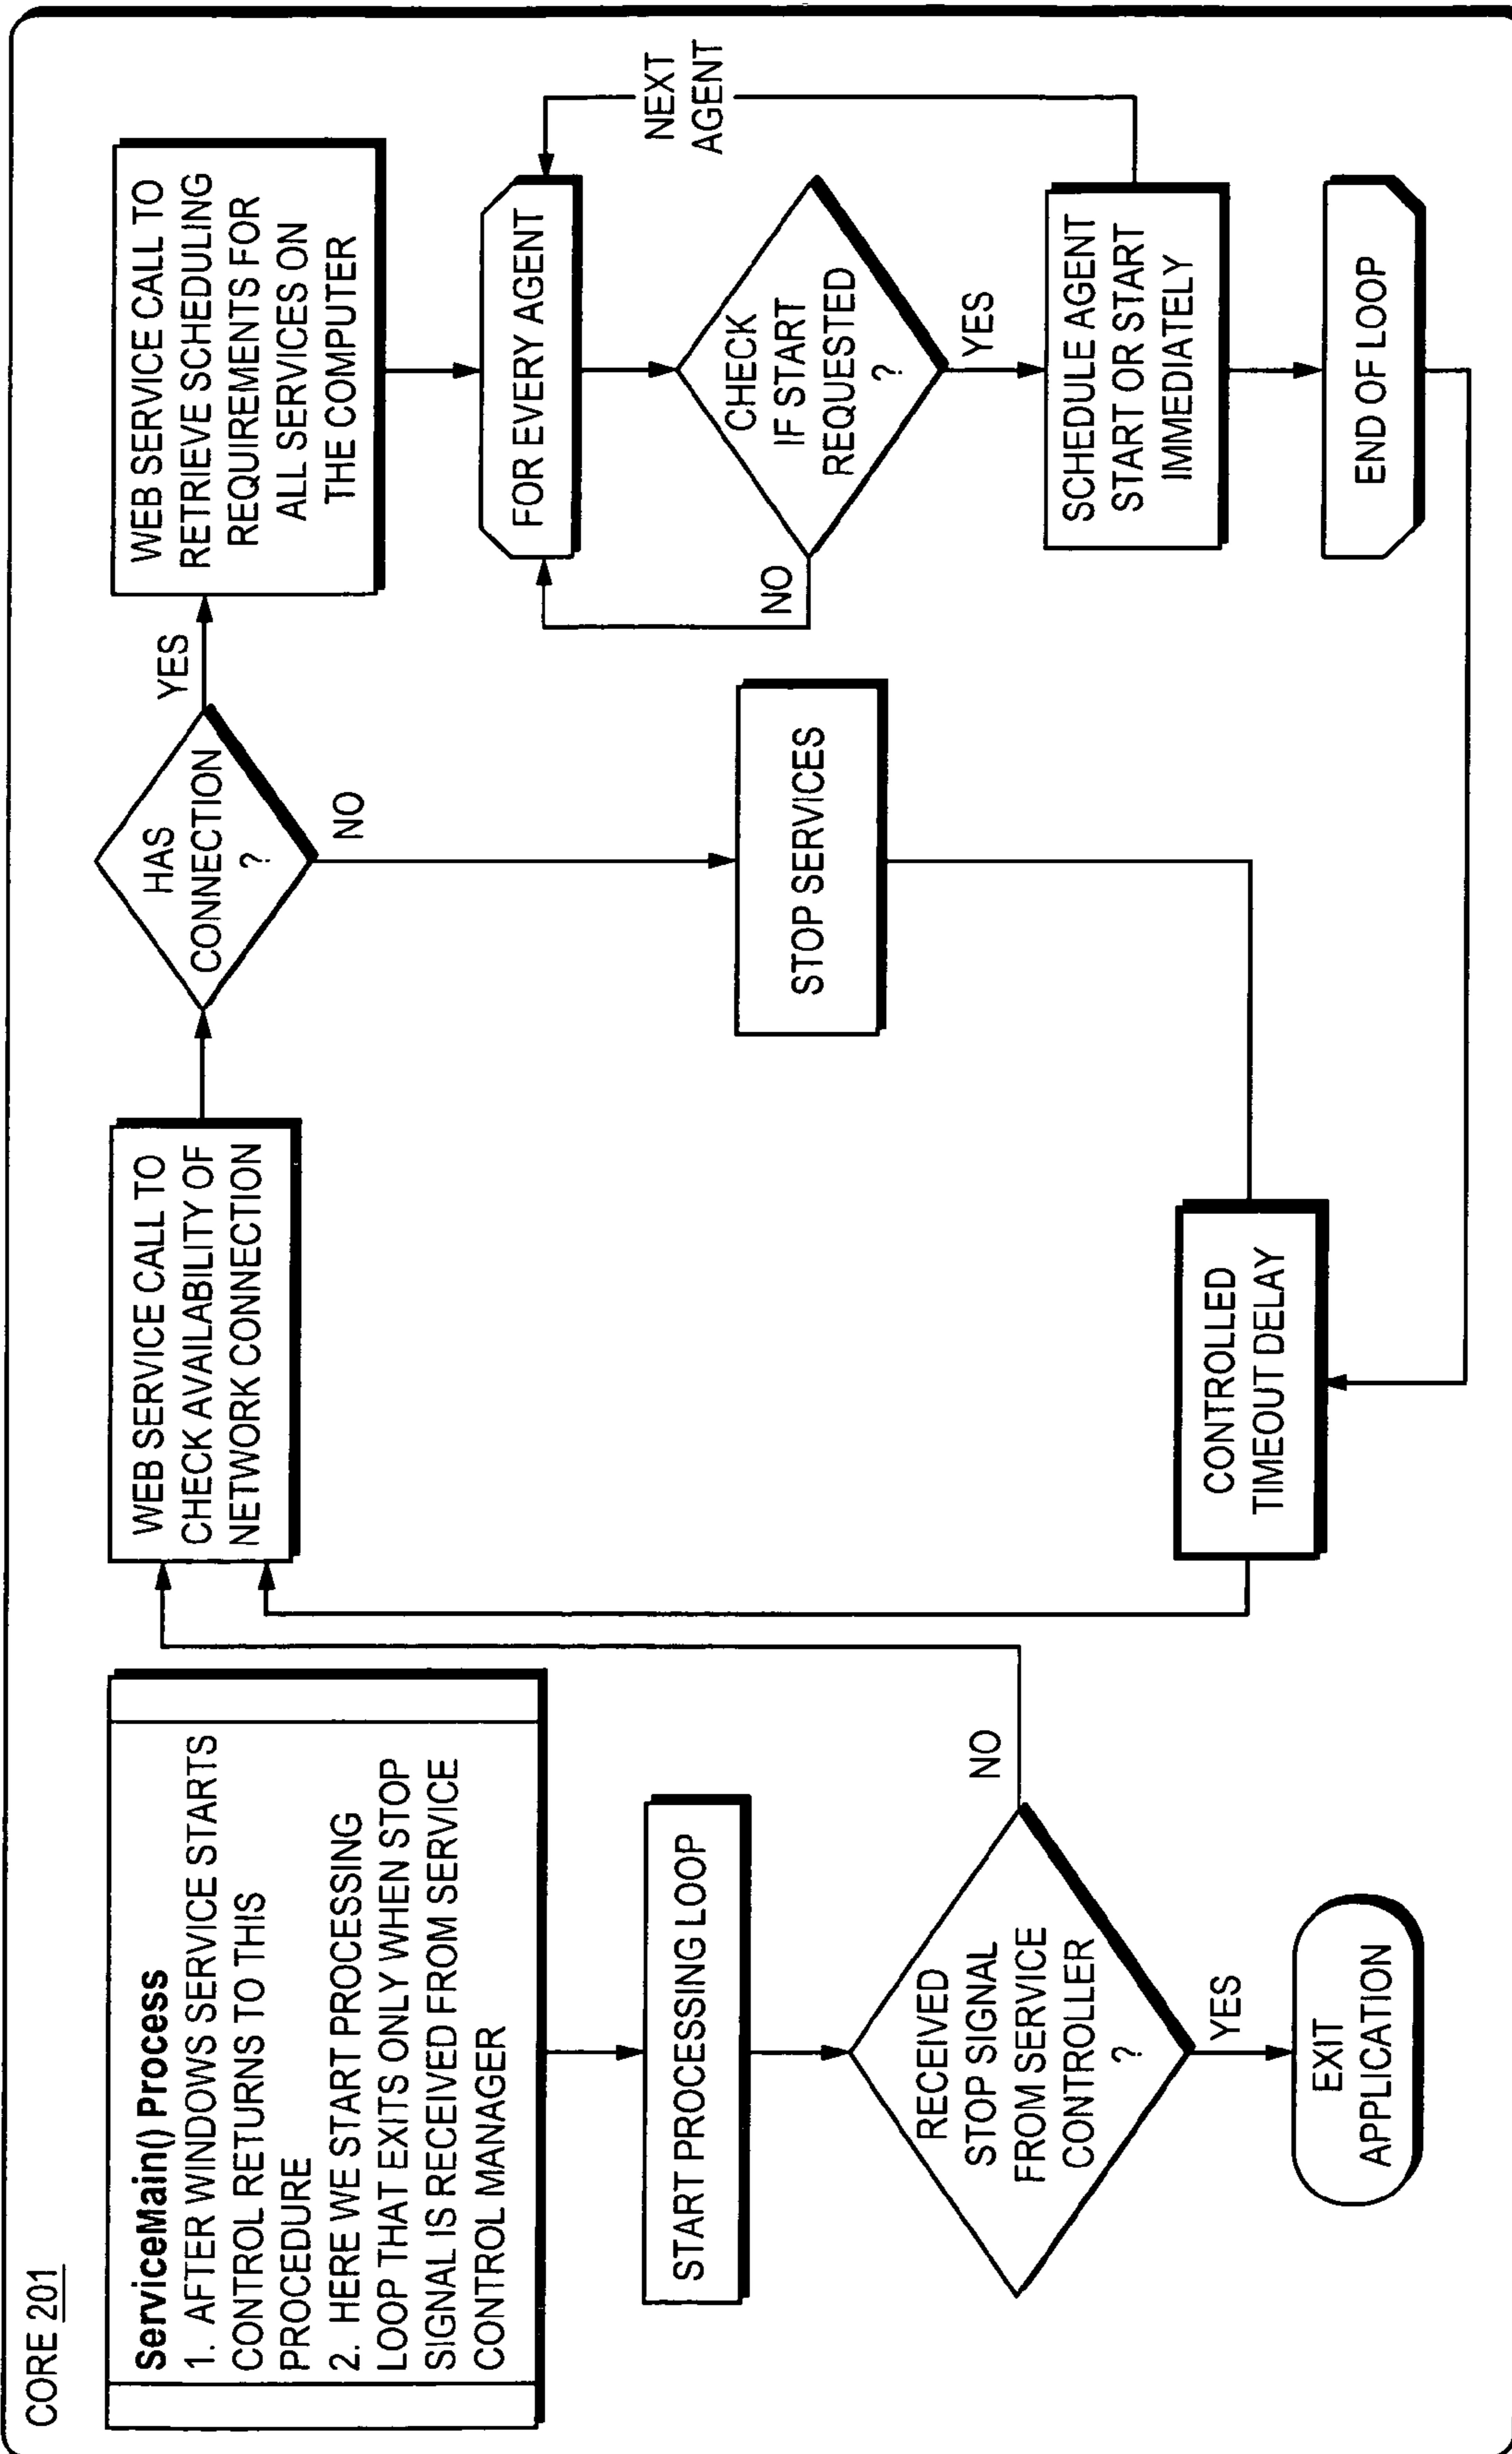 CORE 201
ServiceMain() Process
1. AFTER WINDOWS SERVICE STARTS
CONTROL RETURNS TO THIS
PROCEDURE
2. HERE WE START PROCESSING
LOOP THAT EXITS ONLY WHEN STOP
SIGNAL IS RECEIVED FROM SERVICE
CONTROL MANAGER
START PROCESSING LOOP
RECEIVED
STOP SIGNAL
FROM SERVICE
CONTROLLER
?
NO
YES
EXIT
APPLICATION
WEB SERVICE CALL TO
CHECK AVAILABILITY OF
NETWORK CONNECTION
HAS
CONNECTION
?
YES
NO
STOP SERVICES
CONTROLLED
TIMEOUT DELAY
WEB SERVICE CALL TO
RETRIEVE SCHEDULING
REQUIREMENTS FOR
ALL SERVICES ON
THE COMPUTER
FOR EVERY AGENT
NEXT
AGENT
CHECK
IF START
REQUESTED
?
NO
YES
SCHEDULE AGENT
START OR START
IMMEDIATELY
END OF LOOP